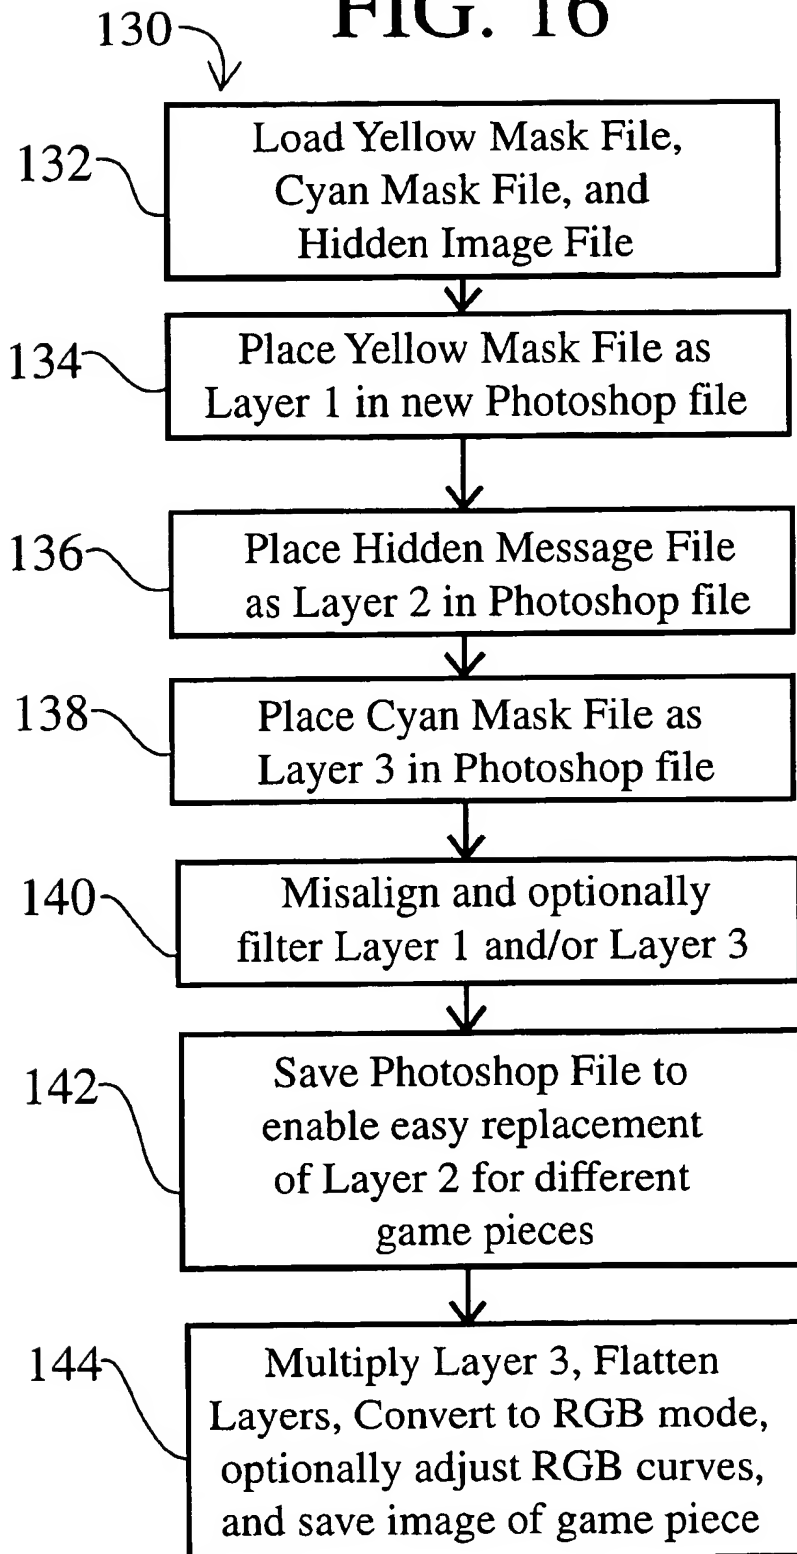 FIG. 16
130
132
Load Yellow Mask File,
Cyan Mask File, and
Hidden Image File
134
Place Yellow Mask File as
Layer 1 in new Photoshop file
136
Place Hidden Message File
as Layer 2 in Photoshop file
138
Place Cyan Mask File as
Layer 3 in Photoshop file
140
Misalign and optionally
filter Layer 1 and/or Layer 3
142
Save Photoshop File to
enable easy replacement
of Layer 2 for different
game pieces
144
Multiply Layer 3, Flatten
Layers, Convert to RGB mode,
optionally adjust RGB curves,
and save image of game piece